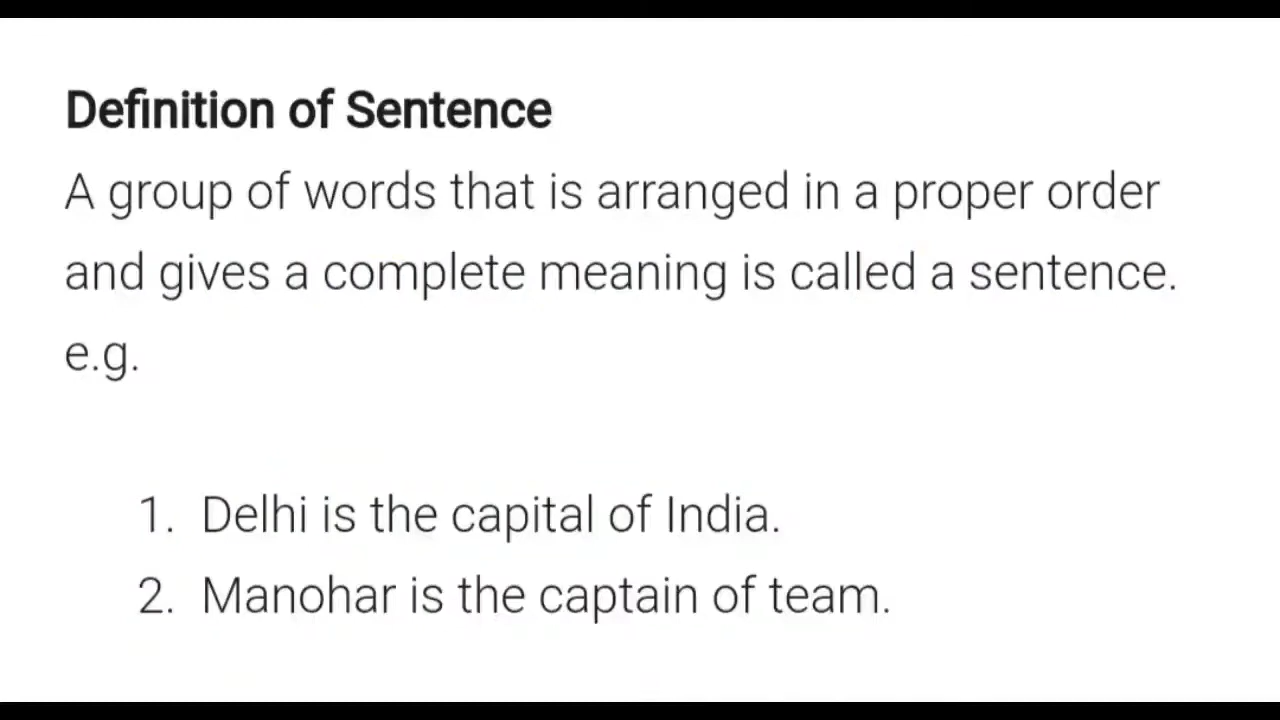 Definition of Sentence
A group of words that is arranged in a proper order
and gives a complete meaning is called a sentence.
e.g.
1. Delhi is the capital of India.
2. Manohar is the captain of team.